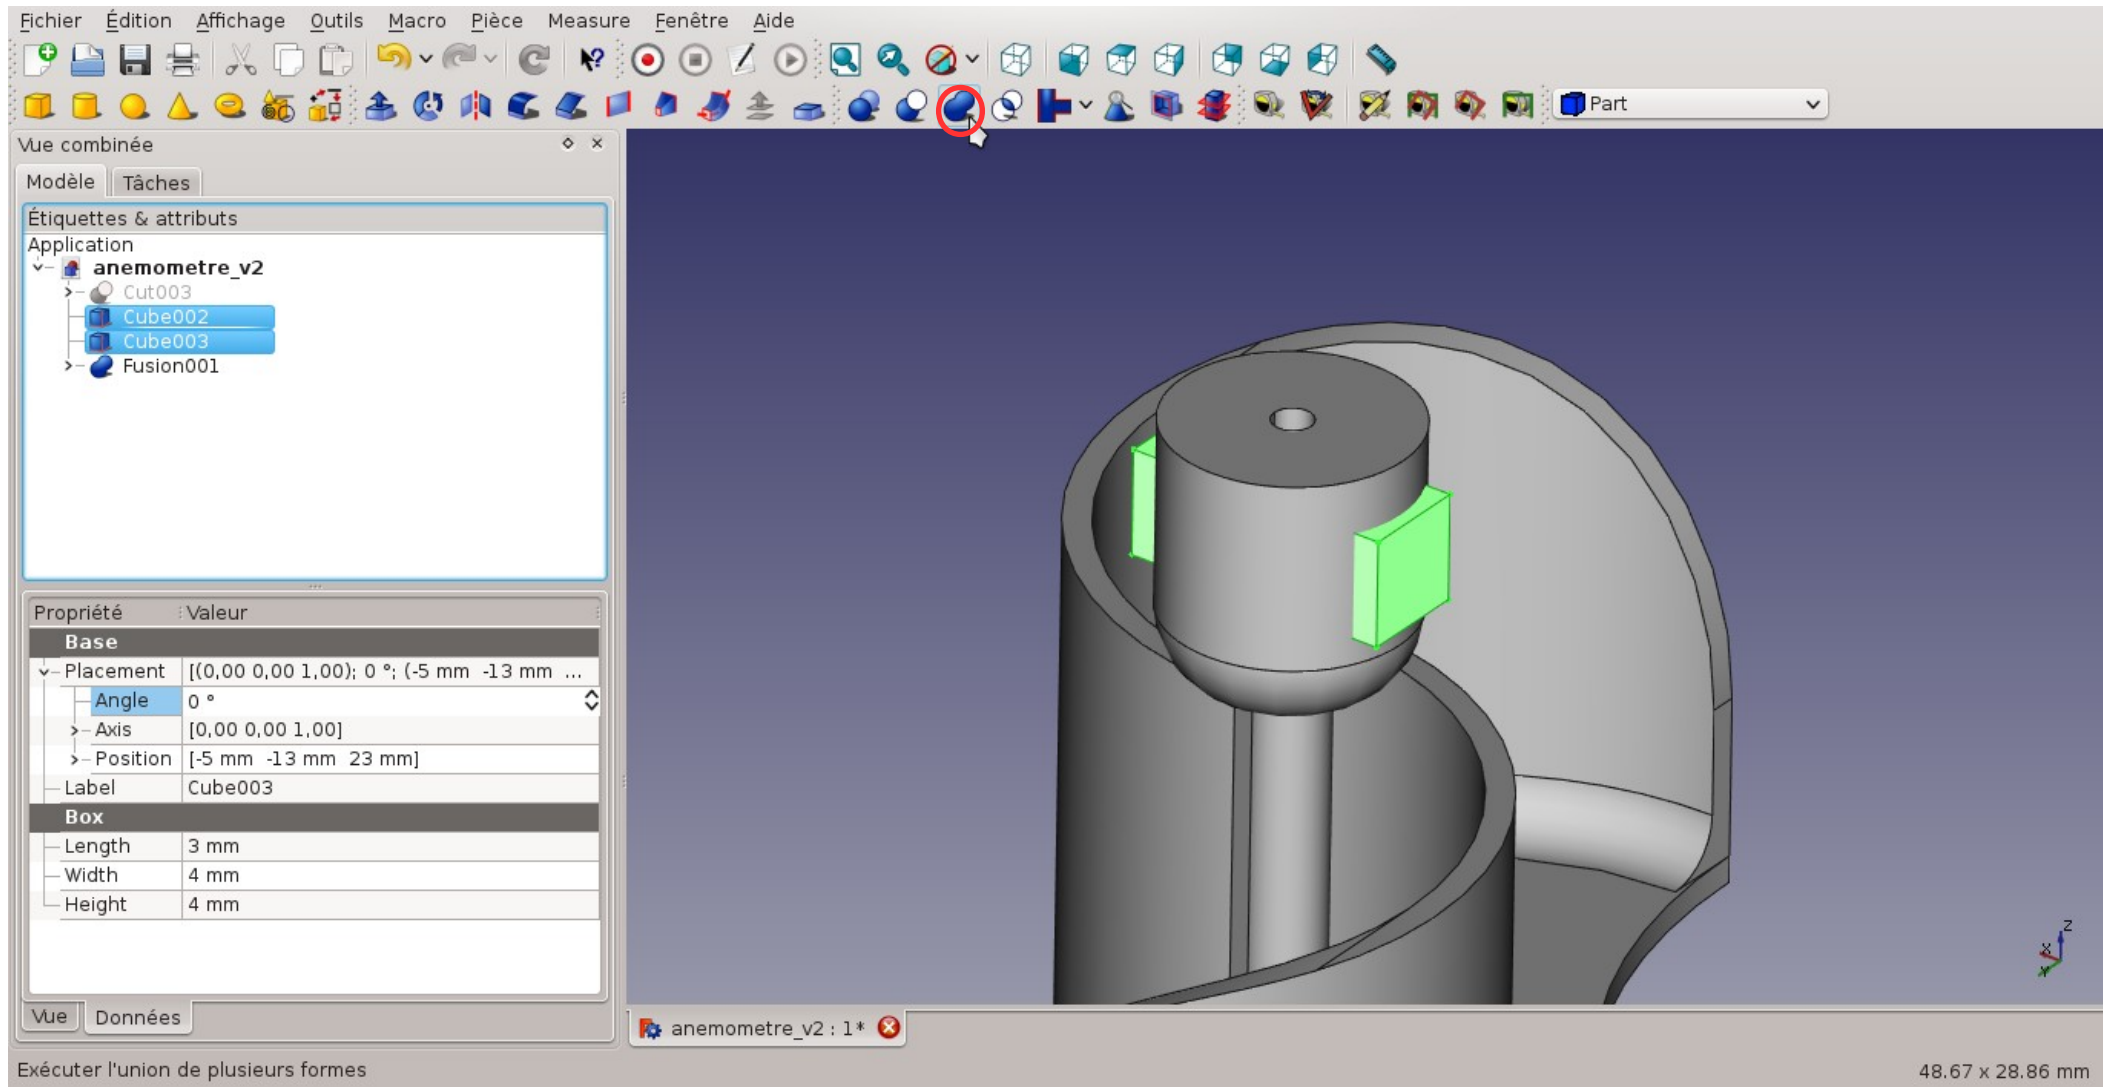 Fichier Édition Affichage Outils Macro Pièce Measure Fenêtre Aide
Part
Vue combinée
Modèle Tâches
Étiquettes & attributs
Application
anemometre_v2
Cut003
Cube002
Cube003
Fusion001
Propriété Valeur
Base
Placement [(0,00 0,00 1,00); 0 °; (-5 mm -13 mm ...
Angle 0 °
Axis [0,00 0,00 1,00]
Position [-5 mm -13 mm 23 mm]
Label Cube003
Box
Length 3 mm
Width 4 mm
Height 4 mm
Z
X
Y
Vue Données
anemometre_v2 : 1*
Exécuter l'union de plusieurs formes
48.67 x 28.86 mm